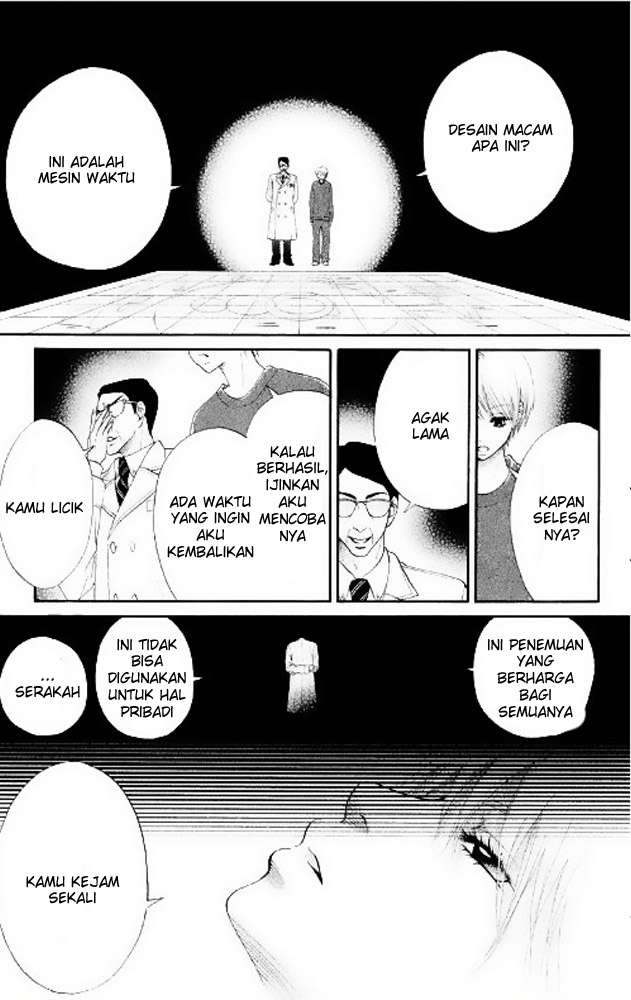 DESAIN MACAM
APA INI?
INI ADALAH
MESIN WAKTU
KAPAN
SELESAI
NYA?
AGAK
LAMA
KALAU
BERHASIL,
IJINKAN
AKU
MENCOBA
NYA
ADA WAKTU
YANG INGIN
AKU
KEMBALIKAN
KAMU LICIK
INI PENEMUAN
YANG
BERHARGA
BAGI
SEMUANYA
INI TIDAK
BISA
DIGUNAKAN
UNTUK HAL
PRIBADI
...
SERAKAH
KAMU KEJAM
SEKALI